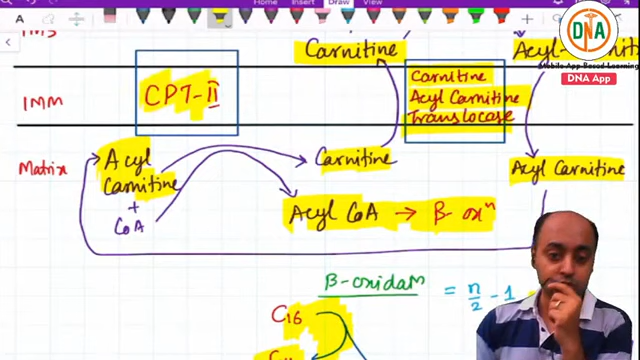 Home Insert Draw View
IMS
Carnitine
Acyl-Carnitine
DNA
Mobile App Based Learning
DNA App
IMM
CPT-II
Carnitine
Acyl Carnitine
Translocase
Matrix
Acyl
Carnitine
+
CoA
Carnitine
Acyl Carnitine
Acyl CoA → β-oxⁿ
β-oxidaⁿ
= n/2 - 1
C16